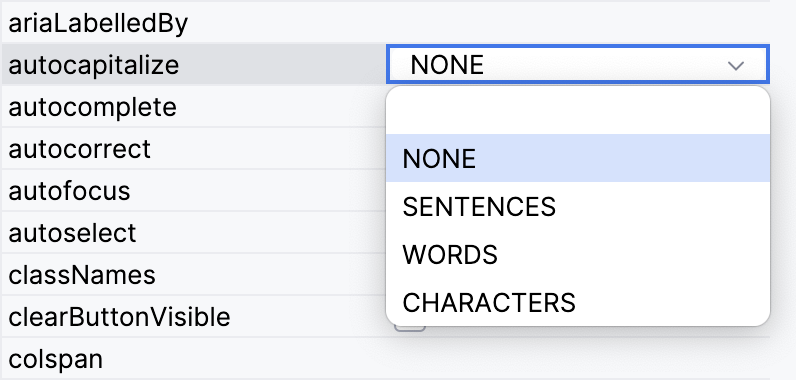 ariaLabelledBy
autocapitalize NONE
autocomplete
autocorrect NONE
autofocus SENTENCES
autoselect WORDS
classNames
clearButtonVisible CHARACTERS
colspan